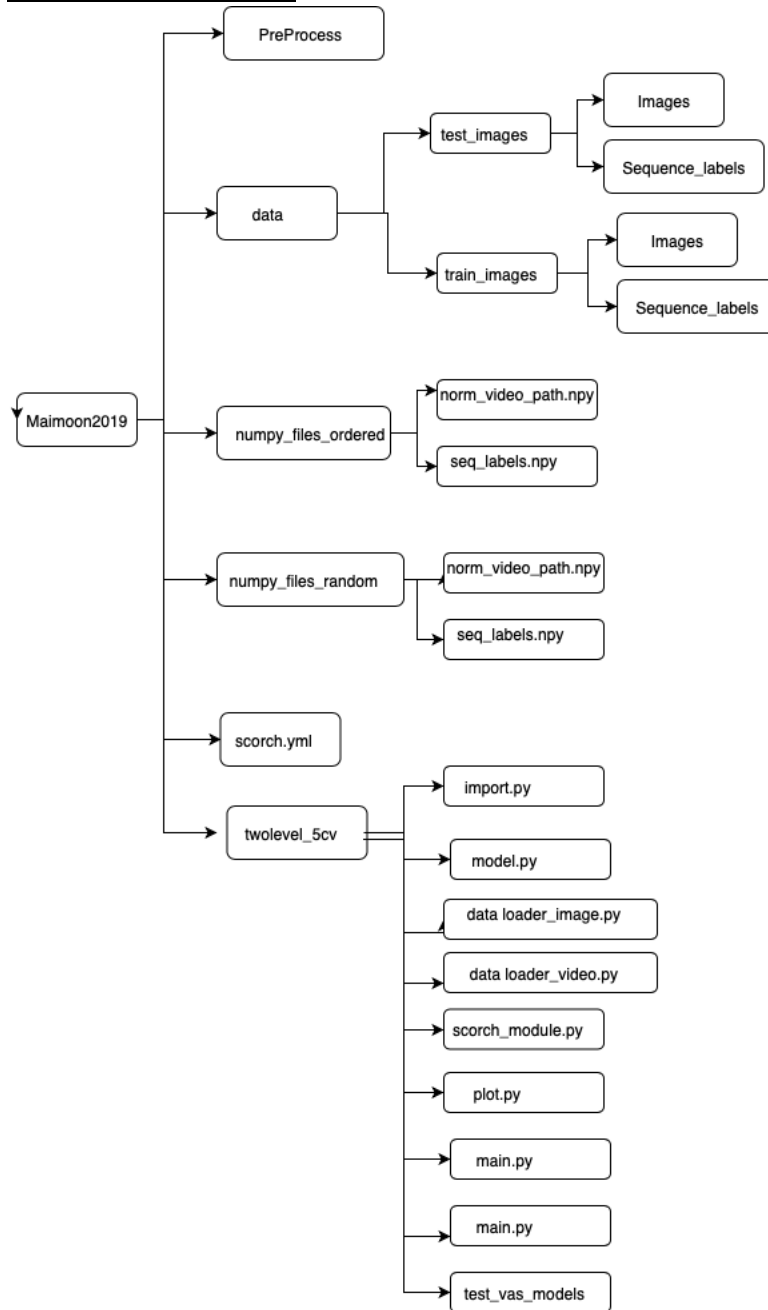 PreProcess
Images
test_images
Sequence_labels
data
Images
train_images
Sequence_labels
Maimoon2019
norm_video_path.npy
numpy_files_ordered
seq_labels.npy
norm_video_path.npy
numpy_files_random
seq_labels.npy
scorch.yml
import.py
twolevel_5cv
model.py
data loader_image.py
data loader_video.py
scorch_module.py
plot.py
main.py
main.py
test_vas_models